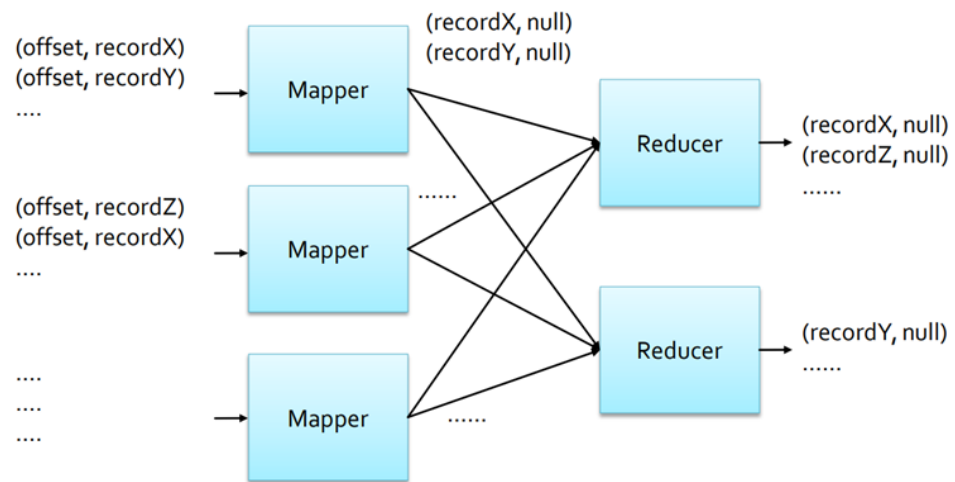 (offset, recordX)
(offset, recordY)
....
Mapper
(recordX, null)
(recordY, null)
Reducer
(recordX, null)
(recordZ, null)
......
(offset, recordZ)
(offset, recordX)
....
Mapper
......
Reducer
(recordY, null)
......
....
....
....
Mapper
......